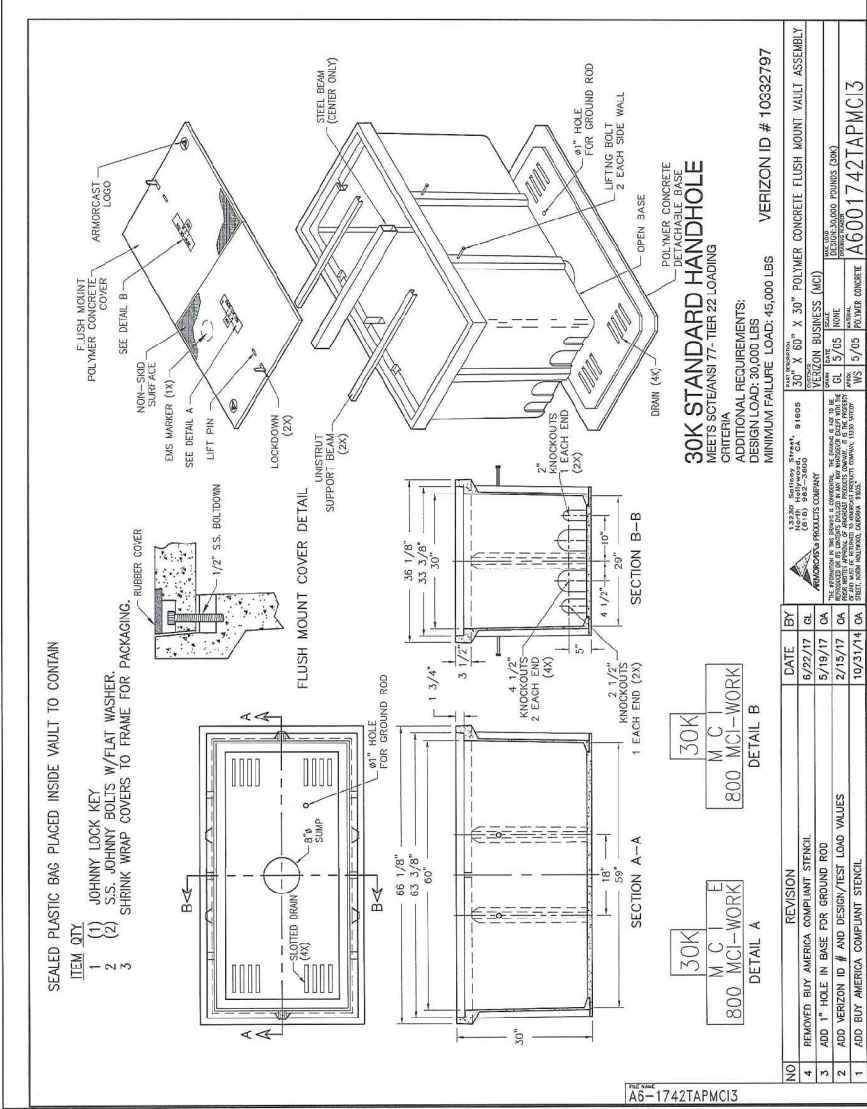 SEALED PLASTIC BAG PLACED INSIDE VAULT TO CONTAIN
ITEM QTY
1 (1) JOHNNY LOCK KEY
2 (2) S.S. JOHNNY BOLTS W/FLAT WASHER.
3 SHRINK WRAP COVERS TO FRAME FOR PACKAGING.
RUBBER COVER
1/2" S.S. BOLTDOWN
FLUSH MOUNT COVER DETAIL
FLUSH MOUNT
POLYMER CONCRETE
COVER
ARMORCAST
LOGO
SEE DETAIL B
NON-SKID
SURFACE
EMS MARKER (1X)
SEE DETAIL A
LIFT PIN
LOCKDOWN
(2X)
UNISTRUT
SUPPORT BEAM
(2X)
STEEL BEAM
(CENTER ONLY)
ø1" HOLE
FOR GROUND ROD
LIFTING BOLT
2 EACH SIDE WALL
OPEN BASE
POLYMER CONCRETE
DETACHABLE BASE
DRAIN (4X)
A
A
B
B
SLOTTED DRAIN
(4X)
8"ø
SUMP
ø1" HOLE
FOR GROUND ROD
66 1/8"
63 3/8"
60"
30"
18"
59"
SECTION A-A
1 3/4"
3 1/2"
36 1/8"
33 3/8"
30"
4 1/2"
KNOCKOUTS
2 EACH END
(4X)
5"
2 1/2"
KNOCKOUTS
1 EACH END (2X)
2"
KNOCKOUTS
1 EACH END
(2X)
4 1/2"
10"
29"
SECTION B-B
30K
M C I E
800 MCI-WORK
DETAIL A
30K
M C I
800 MCI-WORK
DETAIL B
30K STANDARD HANDHOLE
MEETS SCTE/ANSI 77- TIER 22 LOADING
CRITERIA
ADDITIONAL REQUIREMENTS:
DESIGN LOAD: 30,000 LBS
MINIMUM FAILURE LOAD: 45,000 LBS
VERIZON ID # 10332797
NO REVISION DATE BY
4 REMOVED BUY AMERICA COMPLIANT STENCIL 6/22/17 GL
3 ADD 1" HOLE IN BASE FOR GROUND ROD 5/19/17 OA
2 ADD VERIZON ID # AND DESIGN/TEST LOAD VALUES 2/15/17 OA
1 ADD BUY AMERICA COMPLIANT STENCIL 10/31/14 OA
13230 Saticoy Street,
North Hollywood, CA 91605
(818) 982-3600
ARMORCAST PRODUCTS COMPANY
PART DESCRIPTION
30" X 60" X 30" POLYMER CONCRETE FLUSH MOUNT VAULT ASSEMBLY
CUSTOMER
VERIZON BUSINESS (MCI)
DRAWN GL
DATE 5/05
SCALE NONE
DESIGN:30,000 POUNDS (30K)
WS 5/05
MATERIAL
POLYMER CONCRETE
DRAWING NUMBER
A6001742TAPMCI3
FILE NAME
A6-1742TAPMCI3